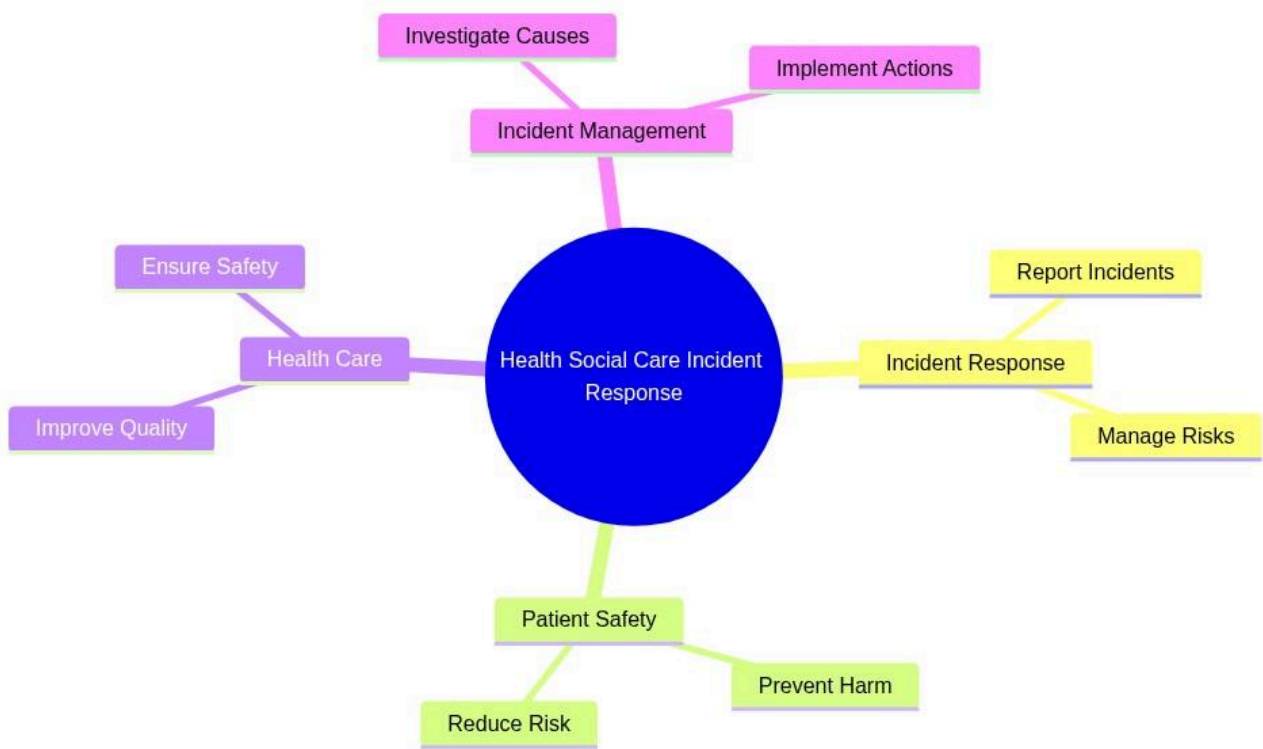 Investigate Causes
Implement Actions
Incident Management
Ensure Safety
Health Care
Improve Quality
Health Social Care Incident
Response
Report Incidents
Incident Response
Manage Risks
Patient Safety
Prevent Harm
Reduce Risk